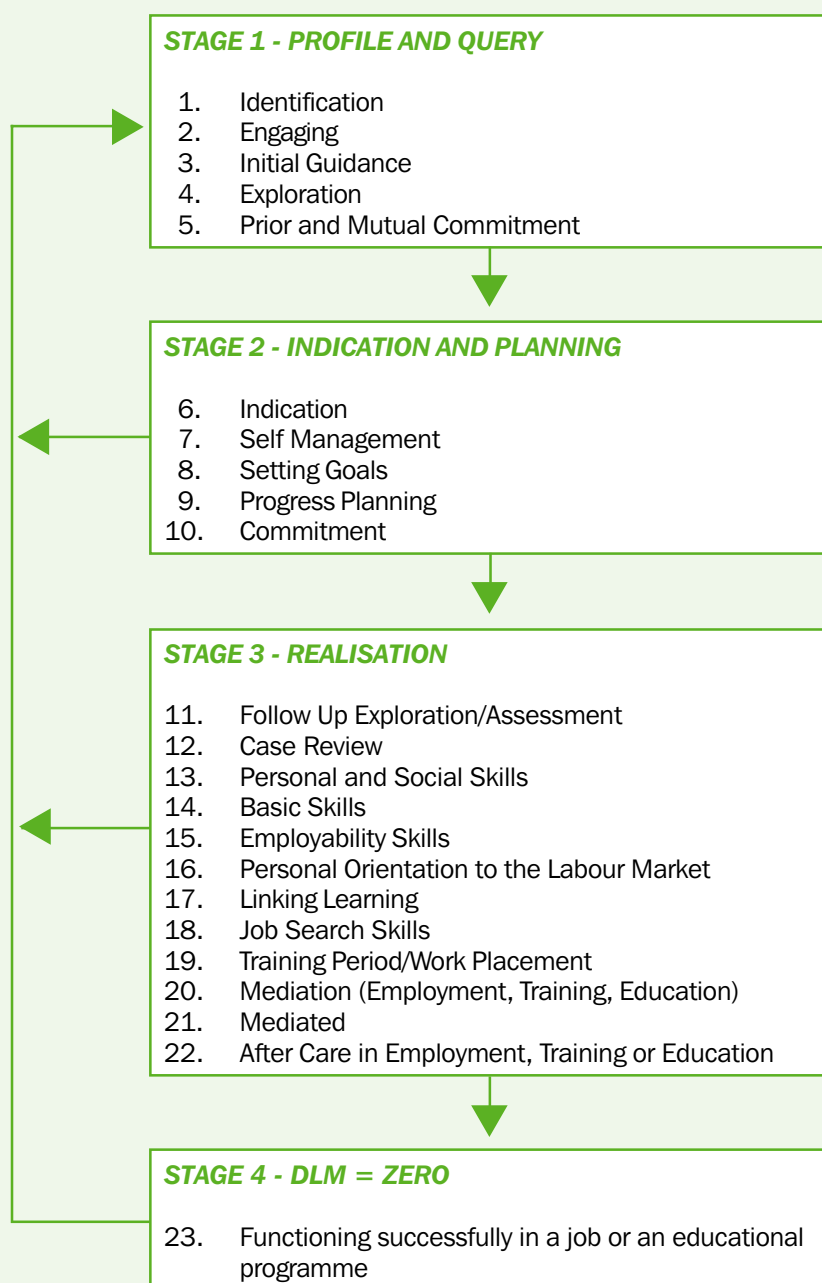 STAGE 1 - PROFILE AND QUERY
1. Identification
2. Engaging
3. Initial Guidance
4. Exploration
5. Prior and Mutual Commitment
STAGE 2 - INDICATION AND PLANNING
6. Indication
7. Self Management
8. Setting Goals
9. Progress Planning
10. Commitment
STAGE 3 - REALISATION
11. Follow Up Exploration/Assessment
12. Case Review
13. Personal and Social Skills
14. Basic Skills
15. Employability Skills
16. Personal Orientation to the Labour Market
17. Linking Learning
18. Job Search Skills
19. Training Period/Work Placement
20. Mediation (Employment, Training, Education)
21. Mediated
22. After Care in Employment, Training or Education
STAGE 4 - DLM = ZERO
23. Functioning successfully in a job or an educational
programme